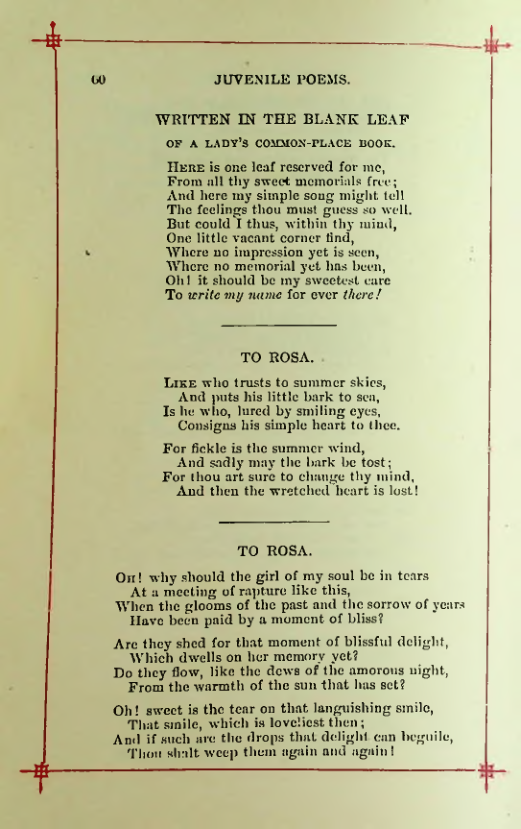 60 JUVENILE POEMS.
WRITTEN IN THE BLANK LEAF
OF A LADY'S COMMON-PLACE BOOK.
HERE is one leaf reserved for me,
From all thy sweet memorials free;
And here my simple song might tell
The feelings thou must guess so well.
But could I thus, within thy mind,
One little vacant corner find,
Where no impression yet is seen,
Where no memorial yet has been,
Oh! it should be my sweetest care
To write my name for ever there!
TO ROSA.
LIKE who trusts to summer skies,
And puts his little bark to sea,
Is he who, lured by smiling eyes,
Consigns his simple heart to thee.
For fickle is the summer wind,
And sadly may the bark be tost;
For thou art sure to change thy mind,
And then the wretched heart is lost!
TO ROSA.
OH! why should the girl of my soul be in tears
At a meeting of rapture like this,
When the glooms of the past and the sorrow of years
Have been paid by a moment of bliss?
Are they shed for that moment of blissful delight,
Which dwells on her memory yet?
Do they flow, like the dews of the amorous night,
From the warmth of the sun that has set?
Oh! sweet is the tear on that languishing smile,
That smile, which is loveliest then;
And if such are the drops that delight can beguile,
Thou shalt weep them again and again!